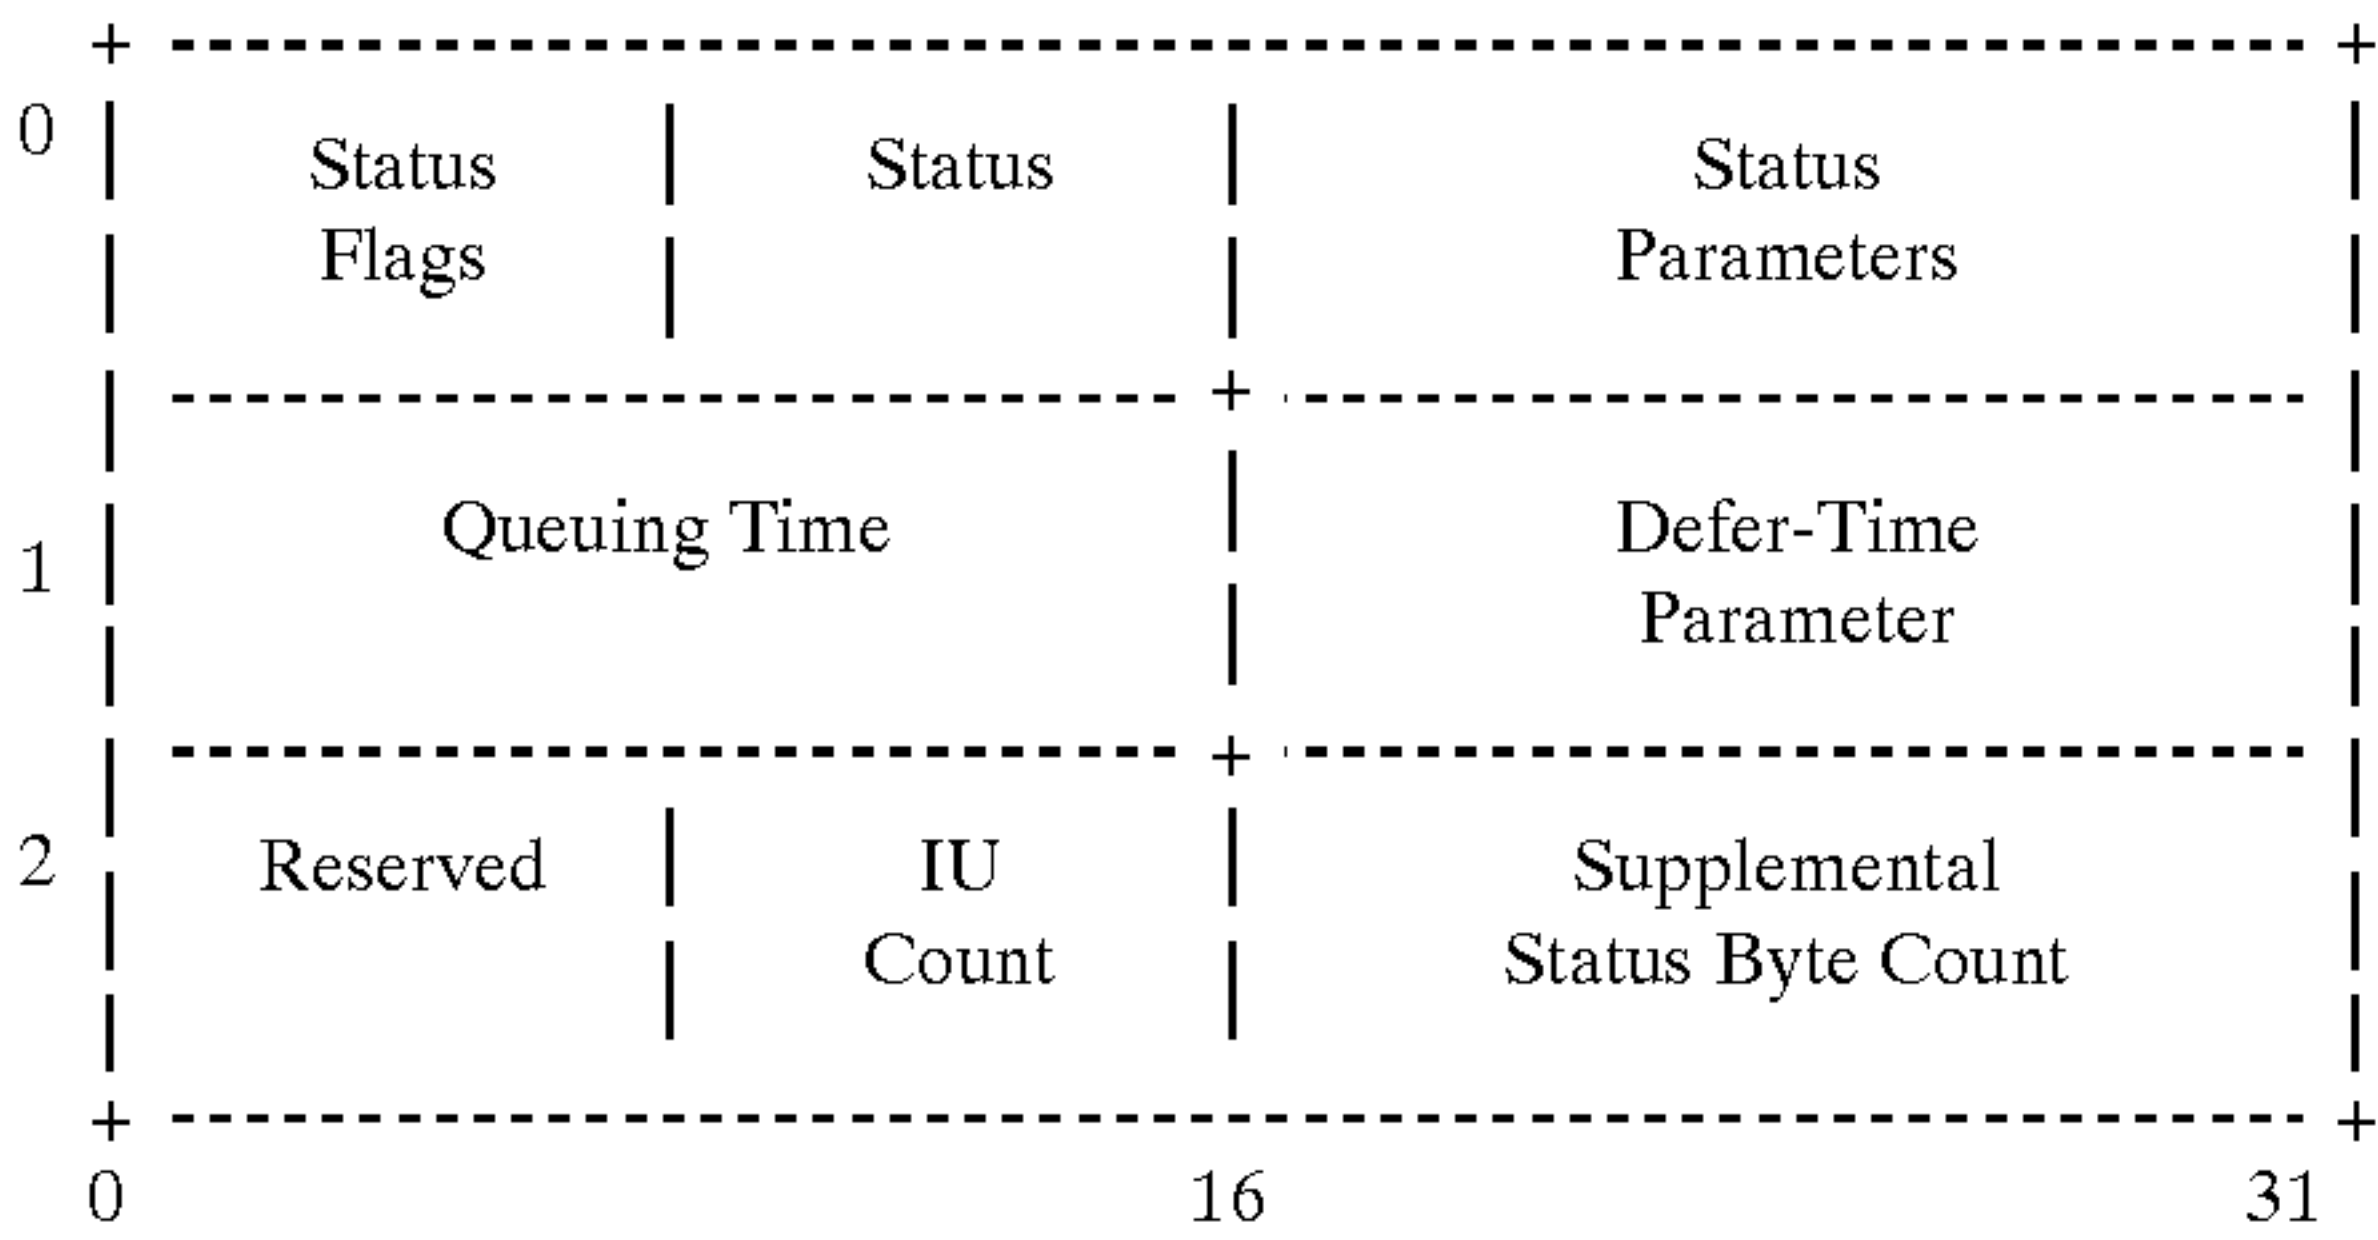 0
Status Flags
Status
Status Parameters
1
Queuing Time
Defer-Time Parameter
2
Reserved
IU Count
Supplemental Status Byte Count
0 16 31